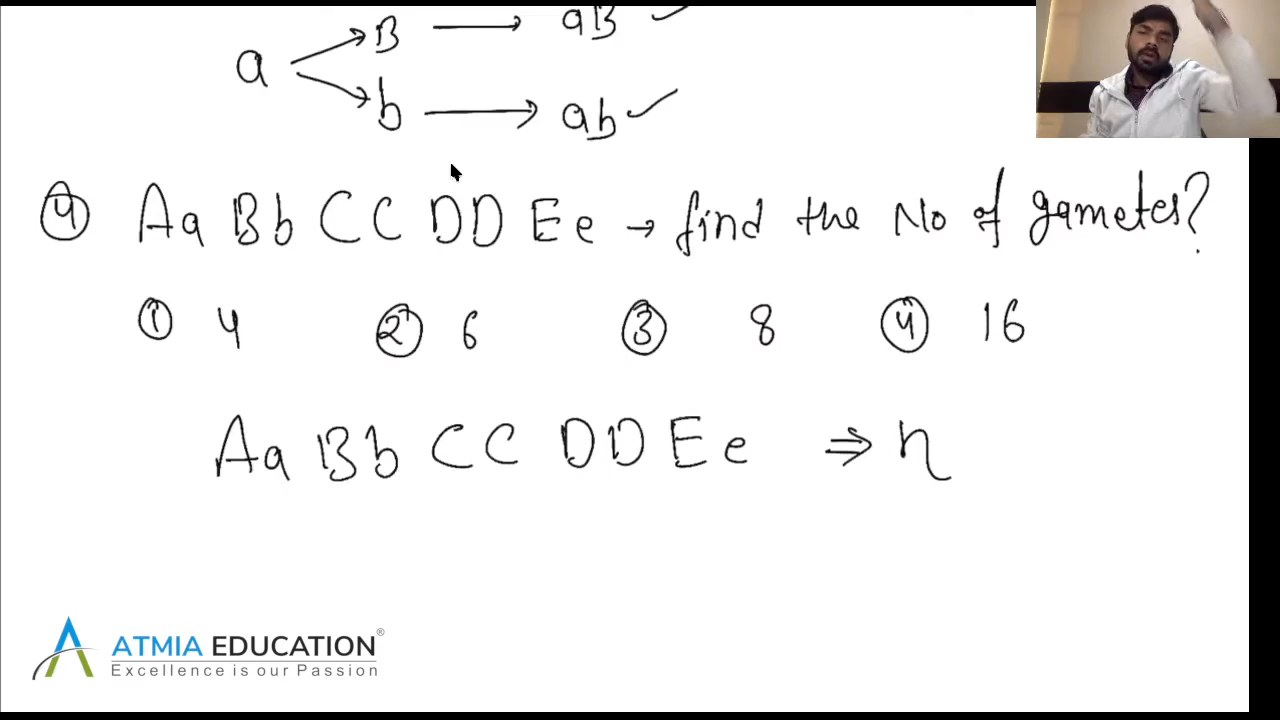 a B → aB ✓
b → ab ✓
④ Aa Bb CC DD Ee → find the No of gametes?
① 4 ② 6 ③ 8 ④ 16
Aa Bb CC DD Ee ⇒ n
ATMIA EDUCATION®
Excellence is our Passion